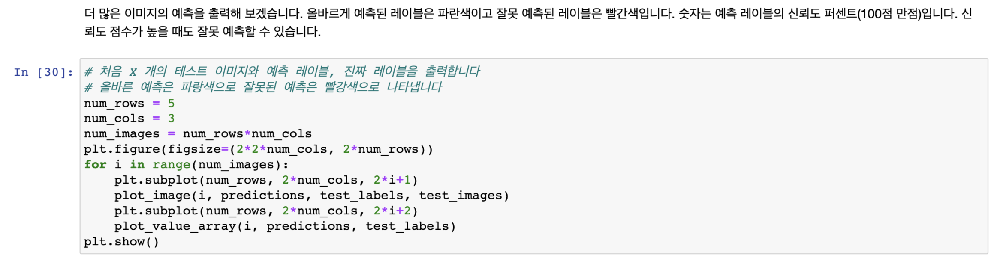 더 많은 이미지의 예측을 출력해 보겠습니다. 올바르게 예측된 레이블은 파란색이고 잘못 예측된 레이블은 빨간색입니다. 숫자는 예측 레이블의 신뢰도 퍼센트(100점 만점)입니다. 신
뢰도 점수가 높을 때도 잘못 예측할 수 있습니다.
In [30]: # 처음 X 개의 테스트 이미지와 예측 레이블, 진짜 레이블을 출력합니다
# 올바른 예측은 파랑색으로 잘못된 예측은 빨강색으로 나타냅니다
num_rows = 5
num_cols = 3
num_images = num_rows*num_cols
plt.figure(figsize=(2*2*num_cols, 2*num_rows))
for i in range(num_images):
    plt.subplot(num_rows, 2*num_cols, 2*i+1)
    plot_image(i, predictions, test_labels, test_images)
    plt.subplot(num_rows, 2*num_cols, 2*i+2)
    plot_value_array(i, predictions, test_labels)
plt.show()